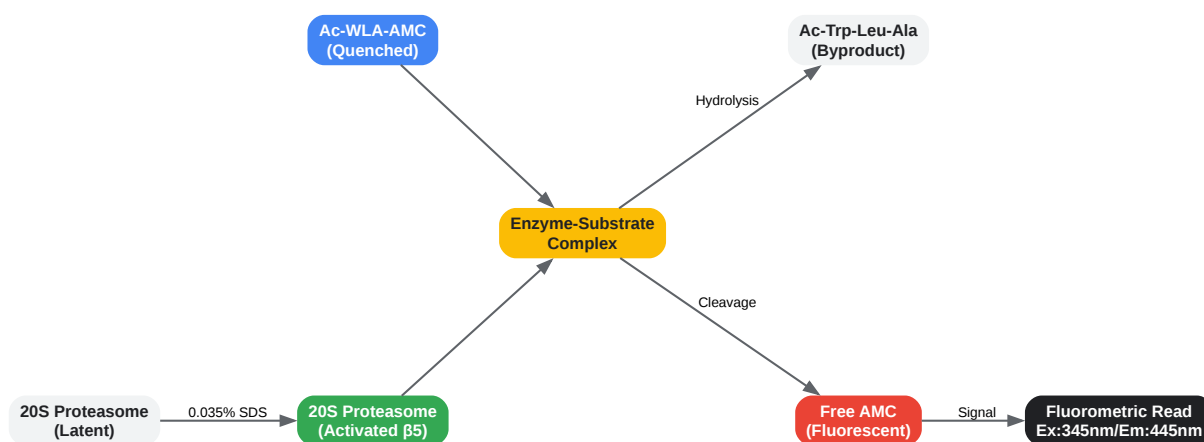 Ac-WLA-AMC
(Quenched)
Ac-Trp-Leu-Ala
(Byproduct)
Hydrolysis
Enzyme-Substrate
Complex
Cleavage
20S Proteasome
(Latent)
0.035% SDS
20S Proteasome
(Activated β5)
Free AMC
(Fluorescent)
Signal
Fluorometric Read
Ex:345nm/Em:445nm